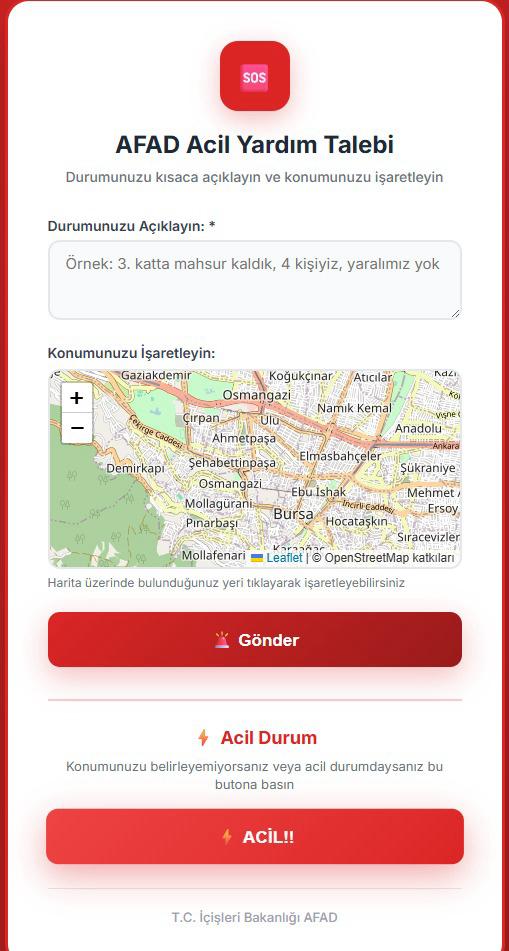 SOS
AFAD Acil Yardım Talebi
Durumunuzu kısaca açıklayın ve konumunuzu işaretleyin
Durumunuzu Açıklayın: *
Örnek: 3. katta mahsur kaldık, 4 kişiyiz, yaralımız yok
Konumunuzu İşaretleyin:
Gaziakdemir
Koğukçınar
Atıcılar
+
Osmangazi
Namık Kemal
Çırpan
Ulu
Çekirge Caddesi
Anadolu
−
Ahmetpaşa
Ankara
Elmasbahçeler
Demirkapı
Şehabettinpaşa
Şükraniye
Osmangazi
Ebu İshak
Mehmet A
Mollagürani
İncirli Caddesi
Ersoy
Bursa
Pınarbaşı
Hocataşkın
Sıracevizler
Mollafenari
Leaflet | © OpenStreetMap katkıları
Harita üzerinde bulunduğunuz yeri tıklayarak işaretleyebilirsiniz
Gönder
Acil Durum
Konumunuzu belirleyemiyorsanız veya acil durumdaysanız bu
butona basın
ACİL!!
T.C. İçişleri Bakanlığı AFAD